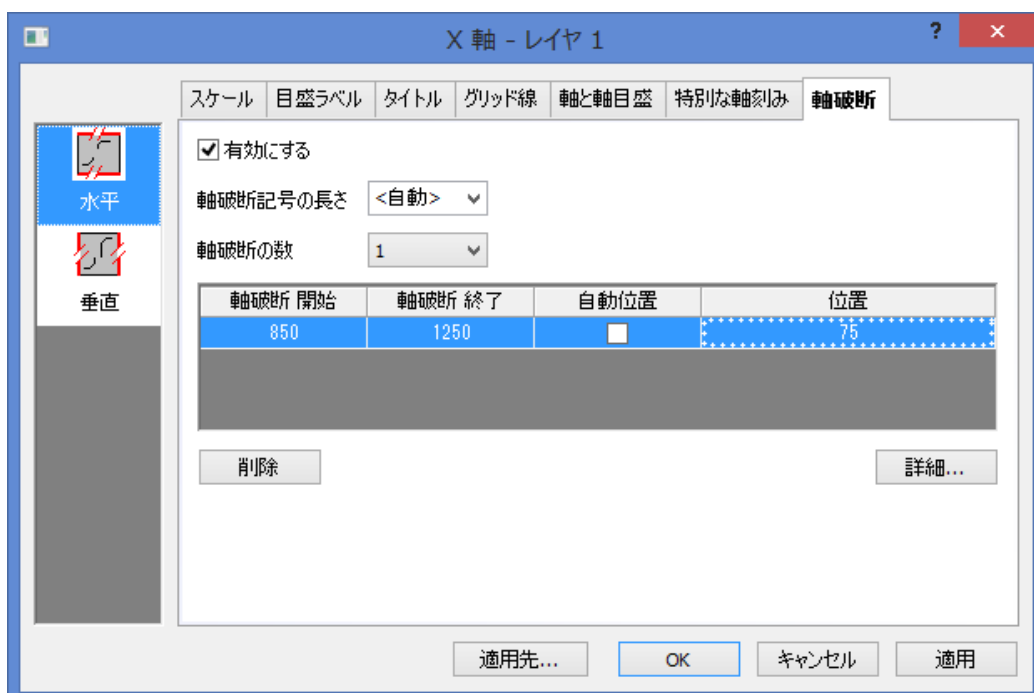 X 軸 - レイヤ 1
?
×
スケール 目盛ラベル タイトル グリッド線 軸と軸目盛 特別な軸刻み 軸破断
水平
垂直
有効にする
軸破断記号の長さ <自動>
軸破断の数 1
軸破断 開始 軸破断 終了 自動位置 位置
850 1250 75
削除 詳細...
適用先... OK キャンセル 適用